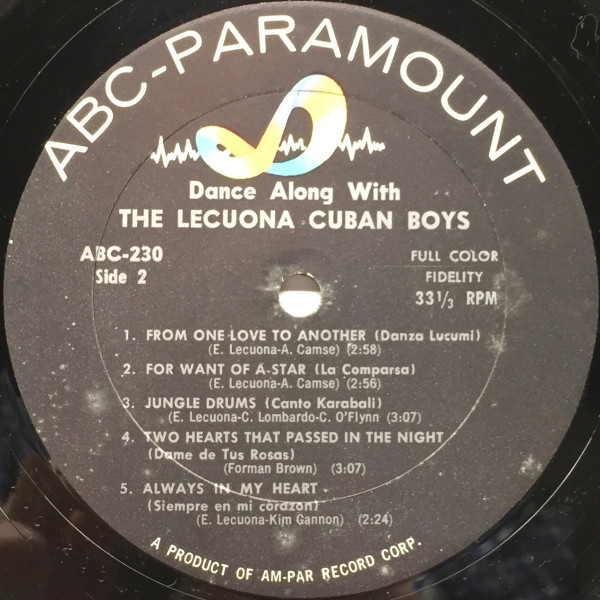 ABC-PARAMOUNT
Dance Along With
THE LECUONA CUBAN BOYS
ABC-230
Side 2
FULL COLOR
FIDELITY
33 1/3 RPM
1. FROM ONE LOVE TO ANOTHER (Danza Lucumi)
(E. Lecuona-A. Camse) (2:58)
2. FOR WANT OF A STAR (La Comparsa)
(E. Lecuona-A. Camse) (2:56)
3. JUNGLE DRUMS (Canto Karabali)
(E. Lecuona-C. Lombardo-C. O'Flynn (3:07)
4. TWO HEARTS THAT PASSED IN THE NIGHT
(Dame de Tus Rosas)
(Forman Brown) (3:07)
5. ALWAYS IN MY HEART
(Siempre en mi corazon)
(E. Lecuona-Kim Gannon) (2:24)
A PRODUCT OF AM-PAR RECORD CORP.